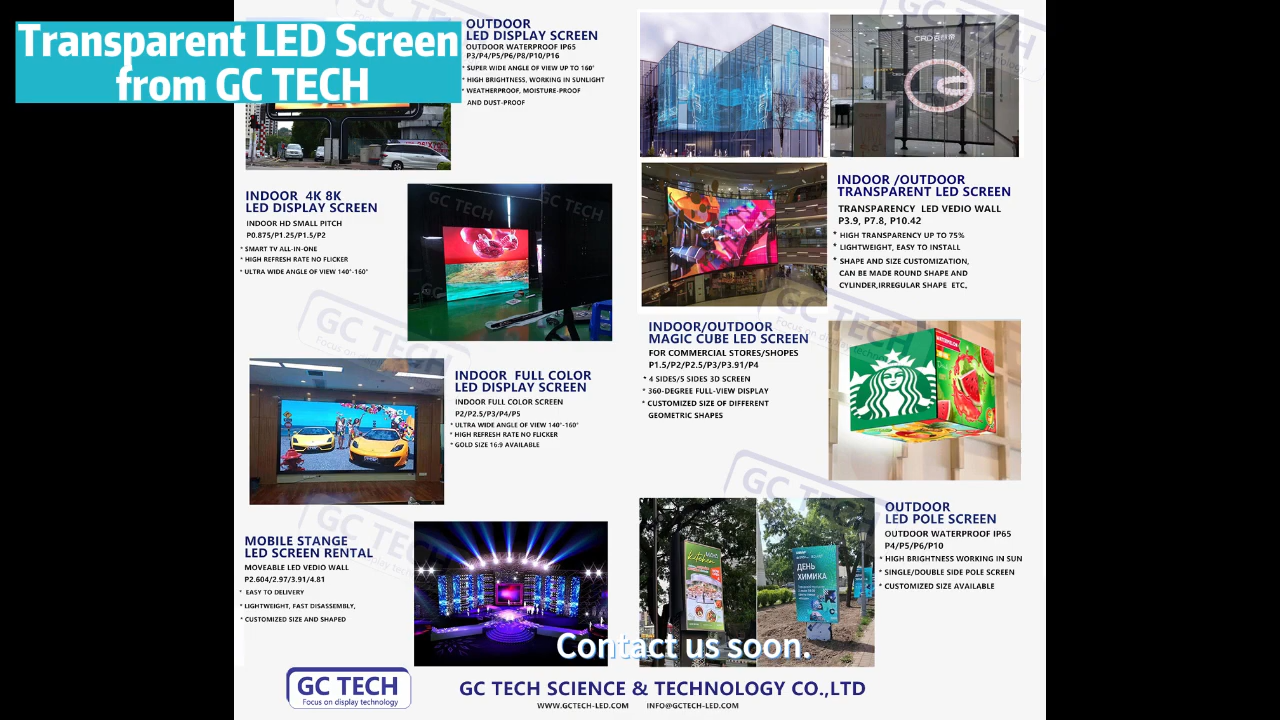 Transparent LED Screen
from GC TECH
OUTDOOR
LED DISPLAY SCREEN
OUTDOOR WATERPROOF IP65
P3/P4/P5/P6/P8/P10/P16
* SUPER WIDE ANGLE OF VIEW UP TO 160°
* HIGH BRIGHTNESS, WORKING IN SUNLIGHT
* WEATHERPROOF, MOISTURE-PROOF
AND DUST-PROOF
INDOOR 4K 8K
LED DISPLAY SCREEN
INDOOR HD SMALL PITCH
P0.875/P1.25/P1.5/P2
* SMART TV ALL-IN-ONE
* HIGH REFRESH RATE NO FLICKER
* ULTRA WIDE ANGLE OF VIEW 140°-160°
GC TECH
GC TECH
INDOOR FULL COLOR
LED DISPLAY SCREEN
INDOOR FULL COLOR SCREEN
P2/P2.5/P3/P4/P5
* ULTRA WIDE ANGLE OF VIEW 140°-160°
* HIGH REFRESH RATE NO FLICKER
* GOLD SIZE 16:9 AVAILABLE
TCL
MOBILE STANGE
LED SCREEN RENTAL
MOVEABLE LED VEDIO WALL
P2.604/2.97/3.91/4.81
* EASY TO DELIVERY
* LIGHTWEIGHT, FAST DISASSEMBLY,
* CUSTOMIZED SIZE AND SHAPED
INDOOR /OUTDOOR
TRANSPARENT LED SCREEN
TRANSPARENCY LED VEDIO WALL
P3.9, P7.8, P10.42
* HIGH TRANSPARENCY UP TO 75%
* LIGHTWEIGHT, EASY TO INSTALL
* SHAPE AND SIZE CUSTOMIZATION,
CAN BE MADE ROUND SHAPE AND
CYLINDER,IRREGULAR SHAPE ETC。
INDOOR/OUTDOOR
MAGIC CUBE LED SCREEN
FOR COMMERCIAL STORES/SHOPES
P1.5/P2/P2.5/P3/P3.91/P4
* 4 SIDES/5 SIDES 3D SCREEN
* 360-DEGREE FULL-VIEW DISPLAY
* CUSTOMIZED SIZE OF DIFFERENT
GEOMETRIC SHAPES
OUTDOOR
LED POLE SCREEN
OUTDOOR WATERPROOF IP65
P4/P5/P6/P10
* HIGH BRIGHTNESS WORKING IN SUN
* SINGLE/DOUBLE SIDE POLE SCREEN
* CUSTOMIZED SIZE AVAILABLE
kitchen
ДЕНЬ
ХИМИКА
Contact us soon.
GC TECH
Focus on display technology
GC TECH SCIENCE & TECHNOLOGY CO.,LTD
WWW.GCTECH-LED.COM INFO@GCTECH-LED.COM